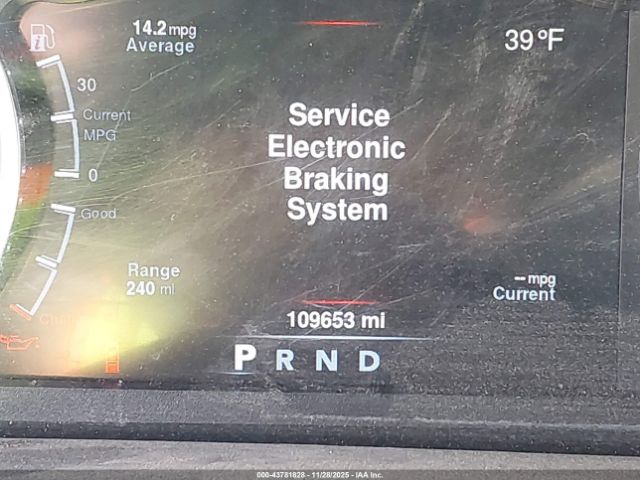 14.2 mpg
Average
39°F
30
Current
MPG
0
Good
Service
Electronic
Braking
System
Range
240 mi
-- mpg
Current
109653 mi
P R N D
000-43781828 - 11/28/2025 - IAA Inc.